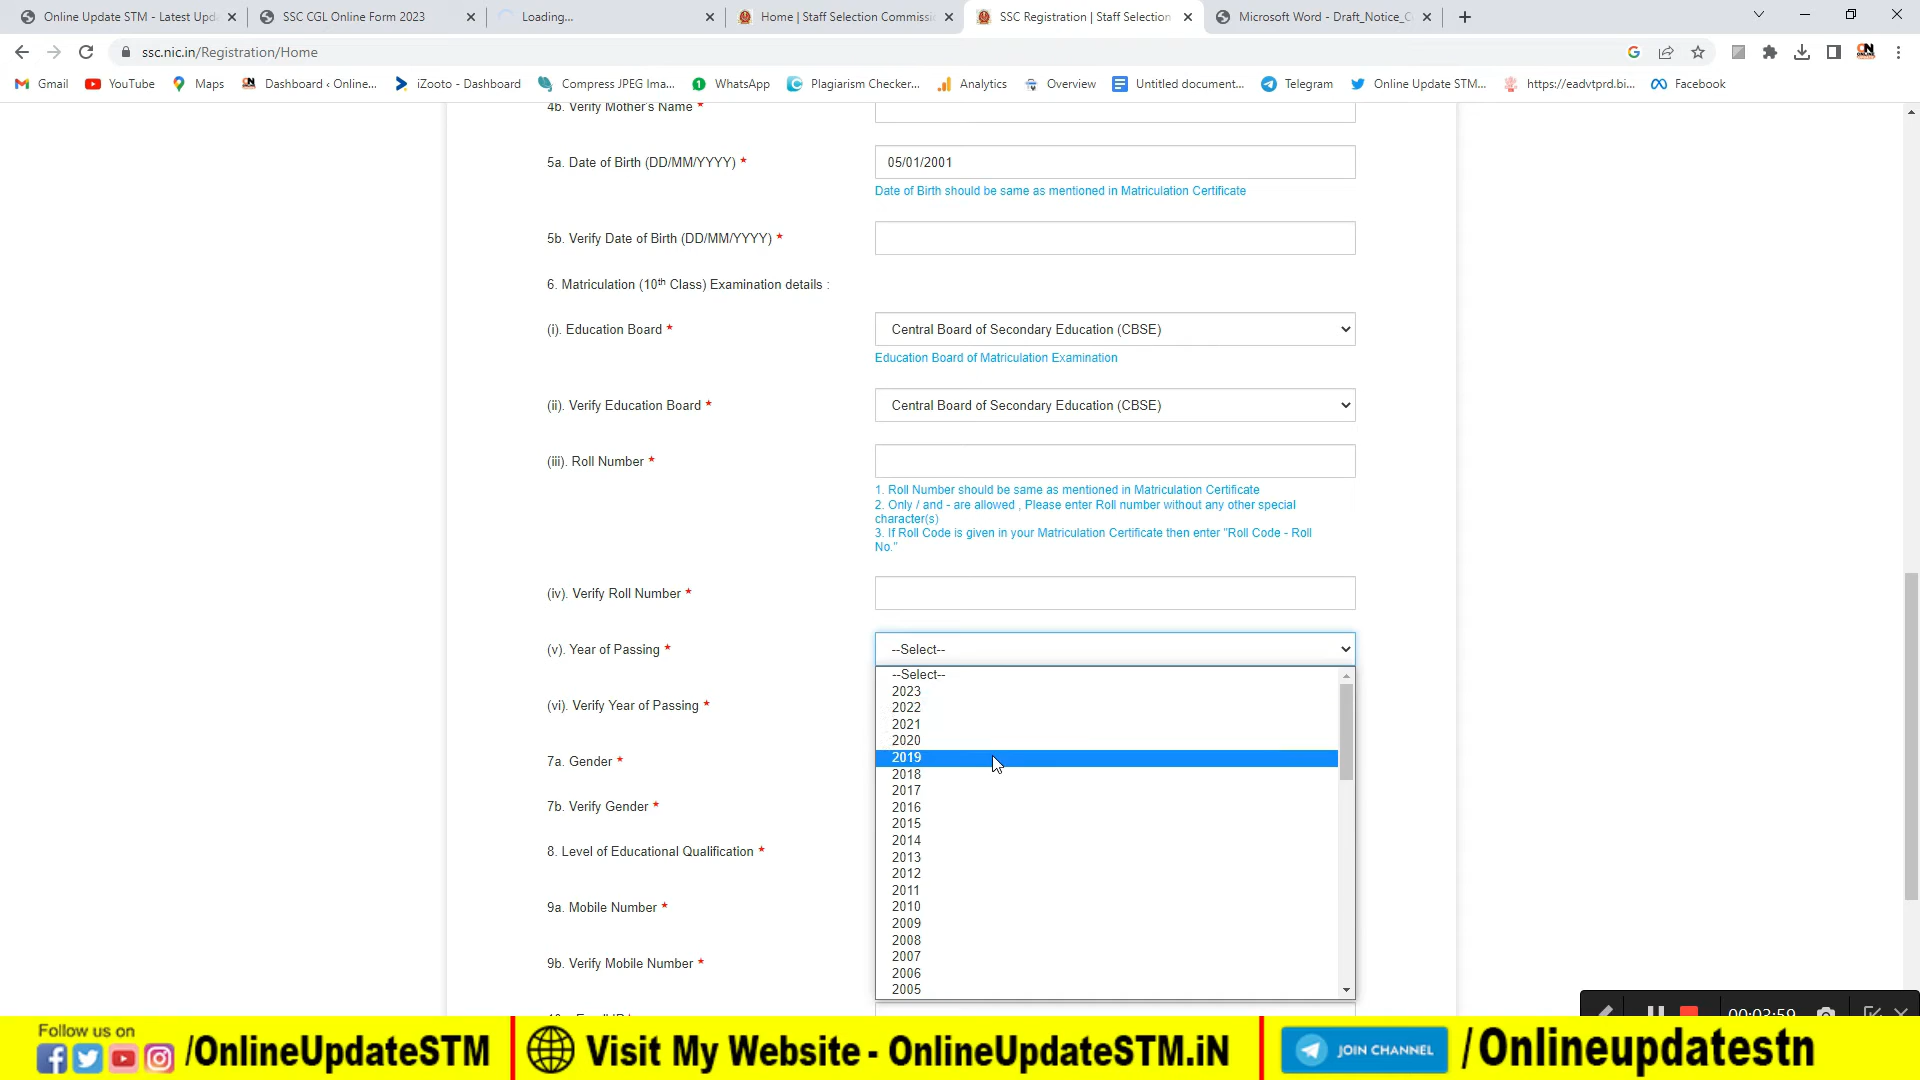 Online Update STM - Latest Upd
SSC CGL Online Form 2023
Loading...
Home | Staff Selection Commissi
SSC Registration | Staff Selection
Microsoft Word - Draft_Notice_C
ssc.nic.in/Registration/Home
Gmail
YouTube
Maps
Dashboard ‹ Online...
iZooto - Dashboard
Compress JPEG Ima...
WhatsApp
Plagiarism Checker...
Analytics
Overview
Untitled document...
Telegram
Online Update STM...
https://eadvtprd.bi...
Facebook
4b. Verify Mother's Name *
5a. Date of Birth (DD/MM/YYYY) *
05/01/2001
Date of Birth should be same as mentioned in Matriculation Certificate
5b. Verify Date of Birth (DD/MM/YYYY) *
6. Matriculation (10th Class) Examination details :
(i). Education Board *
Central Board of Secondary Education (CBSE)
Education Board of Matriculation Examination
(ii). Verify Education Board *
Central Board of Secondary Education (CBSE)
(iii). Roll Number *
1. Roll Number should be same as mentioned in Matriculation Certificate
2. Only / and - are allowed , Please enter Roll number without any other special
character(s)
3. If Roll Code is given in your Matriculation Certificate then enter "Roll Code - Roll
No."
(iv). Verify Roll Number *
(v). Year of Passing *
--Select--
--Select--
2023
2022
(vi). Verify Year of Passing *
2021
2020
2019
7a. Gender *
2018
2017
2016
7b. Verify Gender *
2015
2014
8. Level of Educational Qualification *
2013
2012
2011
2010
9a. Mobile Number *
2009
2008
2007
9b. Verify Mobile Number *
2006
2005
00:03:59
Follow us on
/OnlineUpdateSTM
Visit My Website - OnlineUpdateSTM.iN
JOIN CHANNEL
/Onlineupdatestn